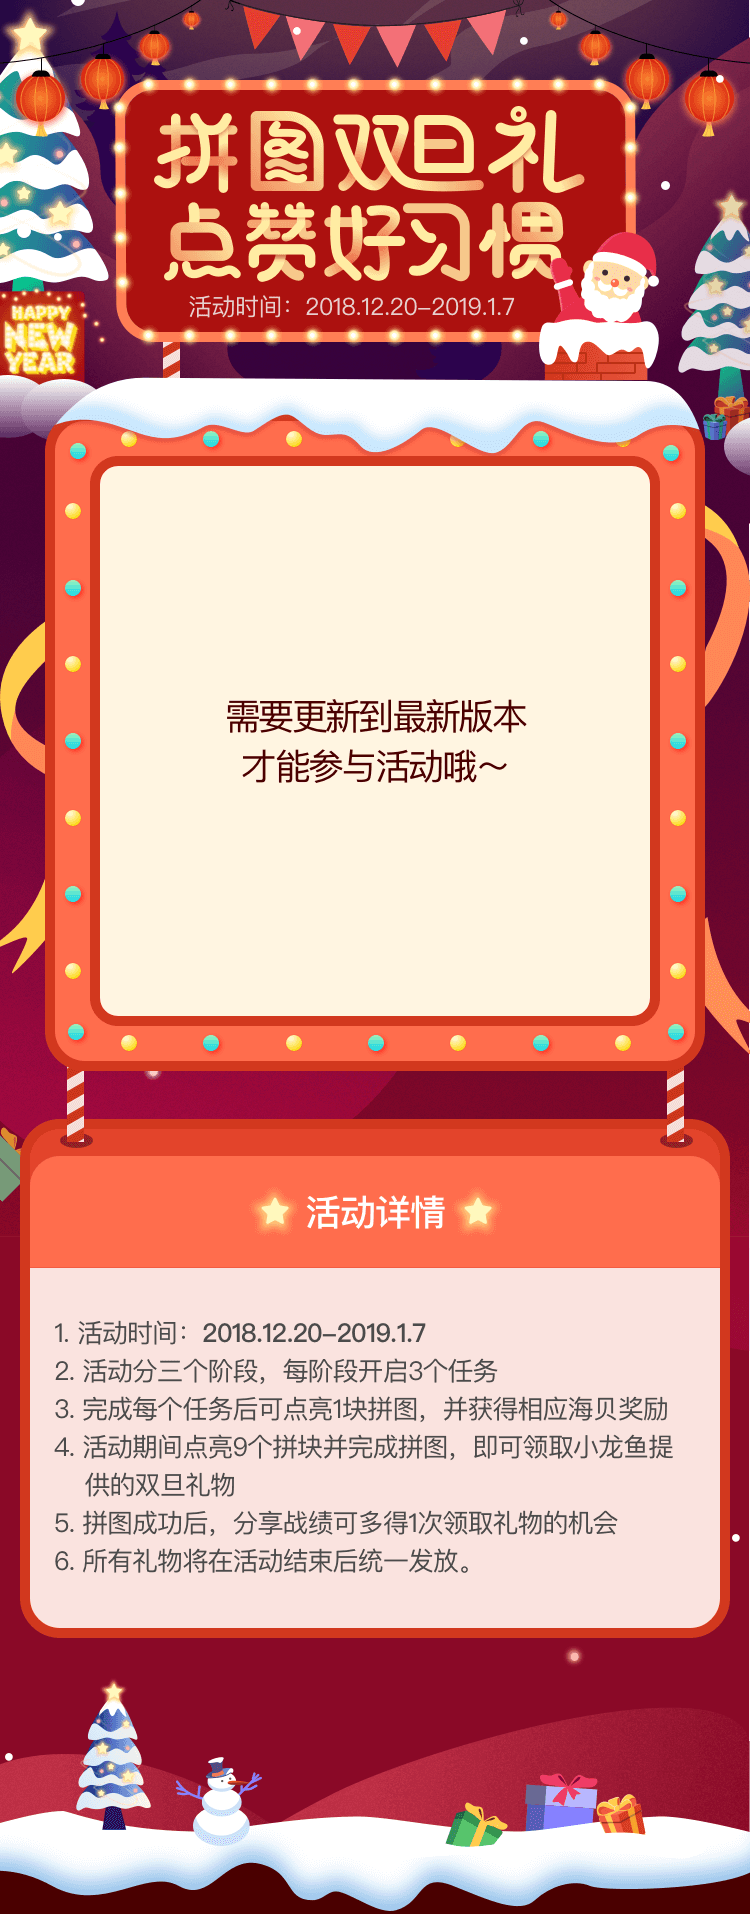 拼图双旦礼
点赞好习惯
活动时间：2018.12.20–2019.1.7
HAPPY
NEW
YEAR
需要更新到最新版本
才能参与活动哦～
活动详情
1. 活动时间：2018.12.20–2019.1.7
2. 活动分三个阶段，每阶段开启3个任务
3. 完成每个任务后可点亮1块拼图，并获得相应海贝奖励
4. 活动期间点亮9个拼块并完成拼图，即可领取小龙鱼提
供的双旦礼物
5. 拼图成功后，分享战绩可多得1次领取礼物的机会
6. 所有礼物将在活动结束后统一发放。